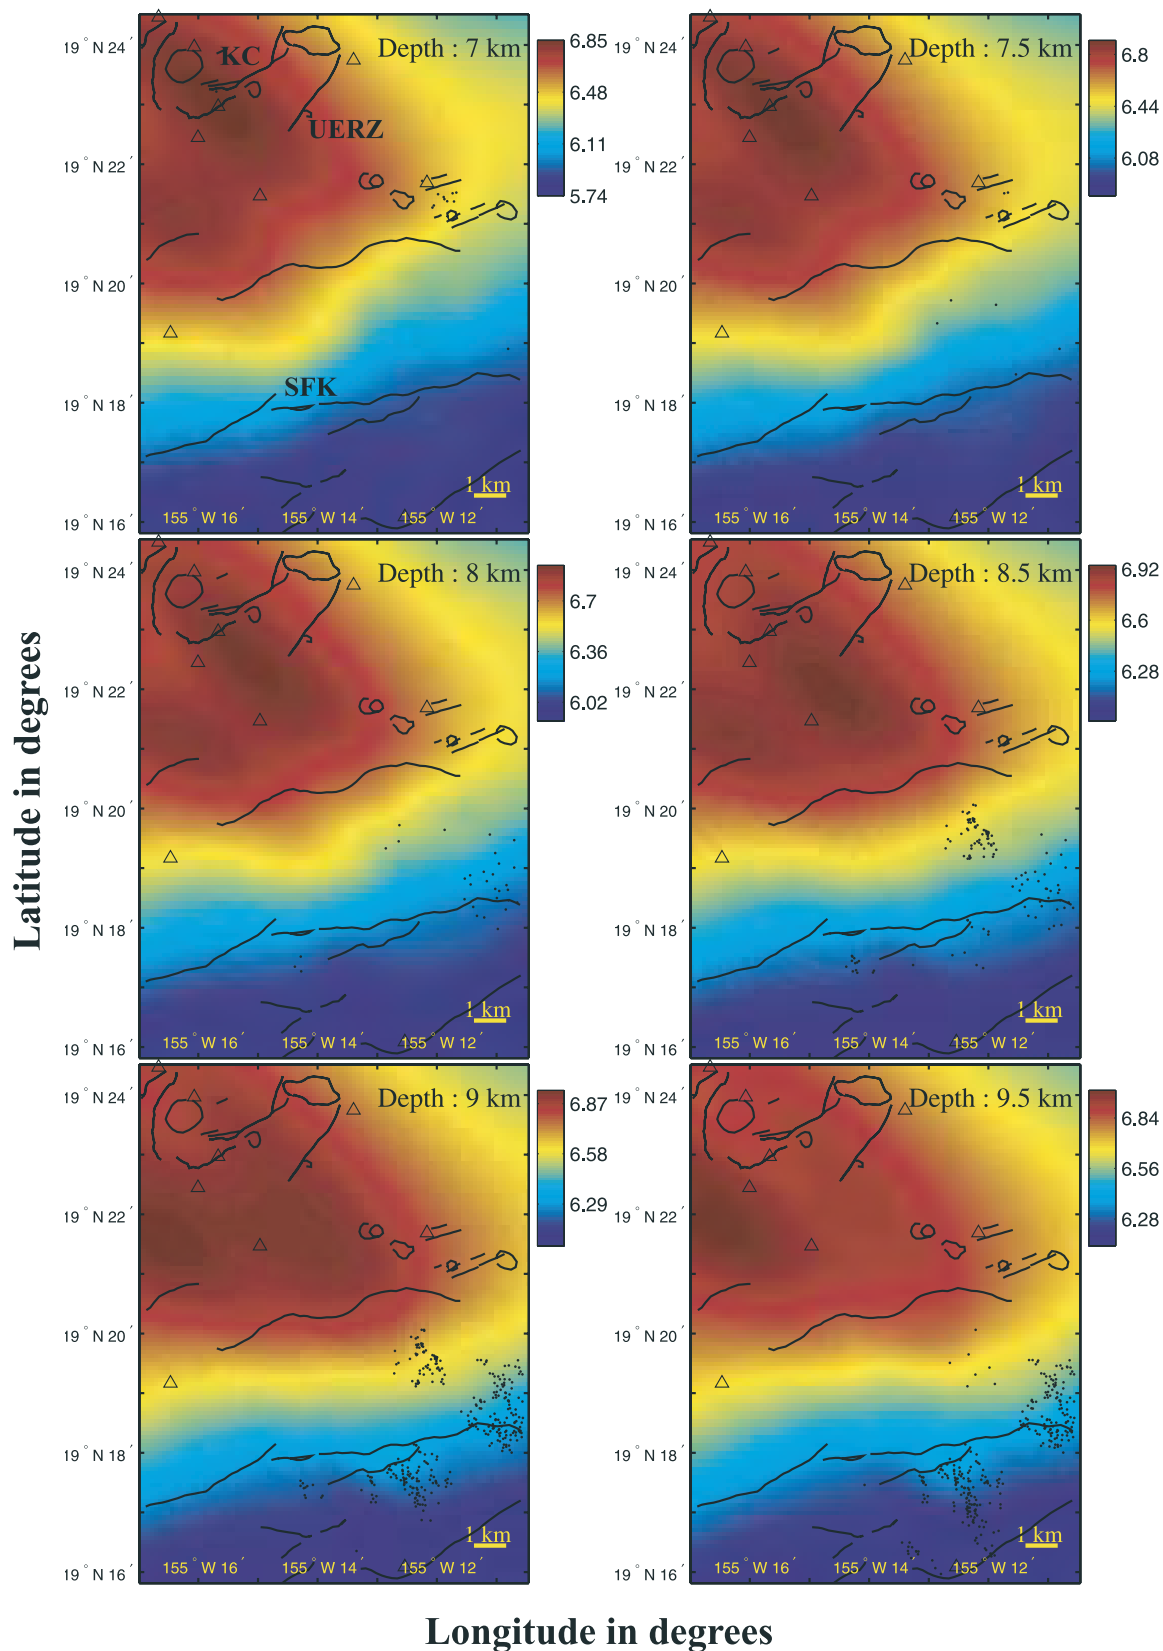 Depth : 7 km
KC
UERZ
SFK
1 km
19 ° N 24 ′
19 ° N 22 ′
19 ° N 20 ′
19 ° N 18 ′
19 ° N 16 ′
155 ° W 16 ′
155 ° W 14 ′
155 ° W 12 ′
6.85
6.48
6.11
5.74
Depth : 7.5 km
1 km
19 ° N 24 ′
19 ° N 22 ′
19 ° N 20 ′
19 ° N 18 ′
19 ° N 16 ′
155 ° W 16 ′
155 ° W 14 ′
155 ° W 12 ′
6.8
6.44
6.08
Depth : 8 km
1 km
19 ° N 24 ′
19 ° N 22 ′
19 ° N 20 ′
19 ° N 18 ′
19 ° N 16 ′
155 ° W 16 ′
155 ° W 14 ′
155 ° W 12 ′
6.7
6.36
6.02
Depth : 8.5 km
1 km
19 ° N 24 ′
19 ° N 22 ′
19 ° N 20 ′
19 ° N 18 ′
19 ° N 16 ′
155 ° W 16 ′
155 ° W 14 ′
155 ° W 12 ′
6.92
6.6
6.28
Depth : 9 km
1 km
19 ° N 24 ′
19 ° N 22 ′
19 ° N 20 ′
19 ° N 18 ′
19 ° N 16 ′
155 ° W 16 ′
155 ° W 14 ′
155 ° W 12 ′
6.87
6.58
6.29
Depth : 9.5 km
1 km
19 ° N 24 ′
19 ° N 22 ′
19 ° N 20 ′
19 ° N 18 ′
19 ° N 16 ′
155 ° W 16 ′
155 ° W 14 ′
155 ° W 12 ′
6.84
6.56
6.28
Latitude in degrees
Longitude in degrees